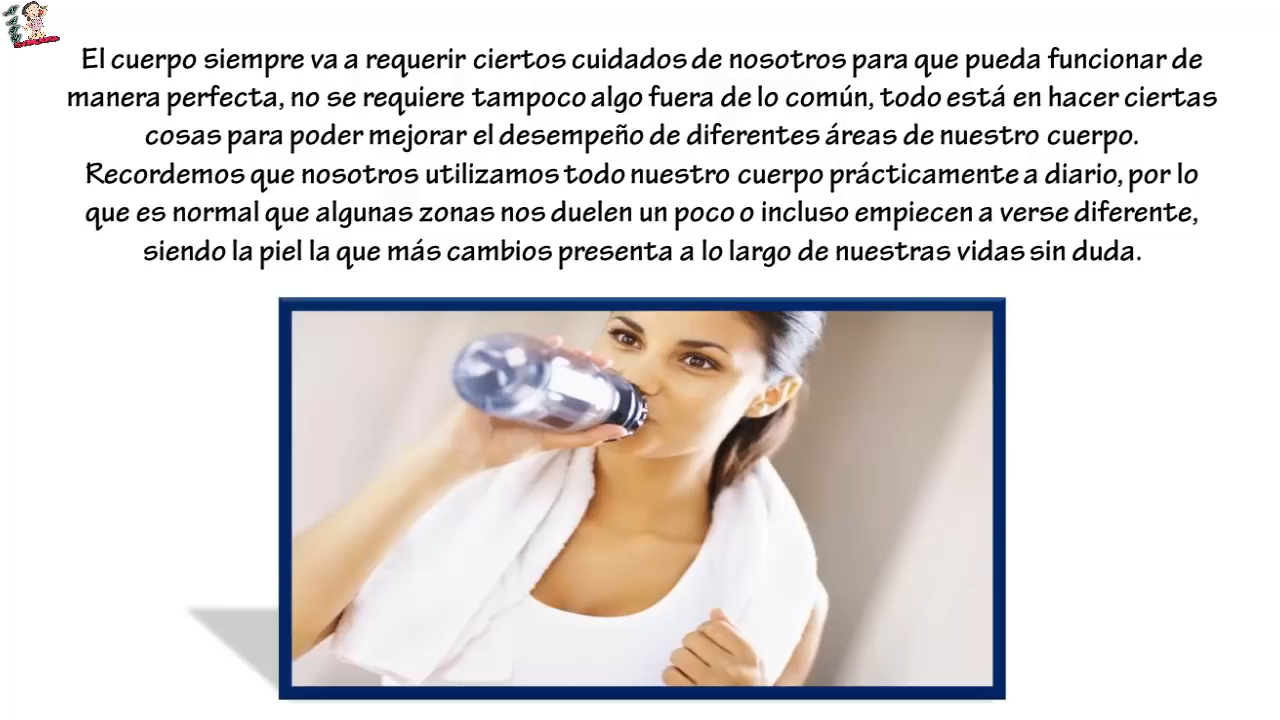 El cuerpo siempre va a requerir ciertos cuidados de nosotros para que pueda funcionar de
manera perfecta, no se requiere tampoco algo fuera de lo común, todo está en hacer ciertas
cosas para poder mejorar el desempeño de diferentes áreas de nuestro cuerpo.
Recordemos que nosotros utilizamos todo nuestro cuerpo prácticamente a diario, por lo
que es normal que algunas zonas nos duelen un poco o incluso empiecen a verse diferente,
siendo la piel la que más cambios presenta a lo largo de nuestras vidas sin duda.